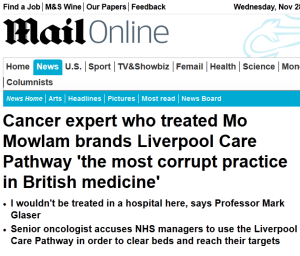 Find a Job | M&S Wine | Our Papers | Feedback Wednesday, Nov 28
Mail Online
Home News U.S. Sport TV&Showbiz Femail Health Science Mon
Columnists
News Home Arts Headlines Pictures Most read News Board
Cancer expert who treated Mo
Mowlam brands Liverpool Care
Pathway 'the most corrupt practice
in British medicine'
• I wouldn't be treated in a hospital here, says Professor Mark
Glaser
• Senior oncologist accuses NHS managers to use the Liverpool
Care Pathway in order to clear beds and reach their targets